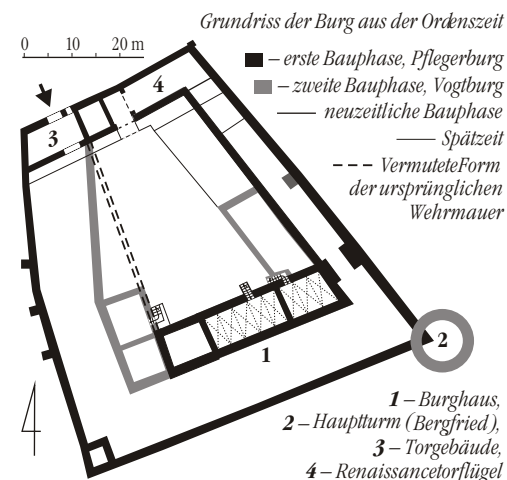 Grundriss der Burg aus der Ordenszeit
0 10 20 m
– erste Bauphase, Pflegerburg
– zweite Bauphase, Vogtburg
neuzeitliche Bauphase
Spätzeit
VermuteteForm
der ursprünglichen
Wehrmauer
4
3
1
2
1 – Burghaus,
2 – Hauptturm (Bergfried),
3 – Torgebäude,
4 – Renaissancetorflügel